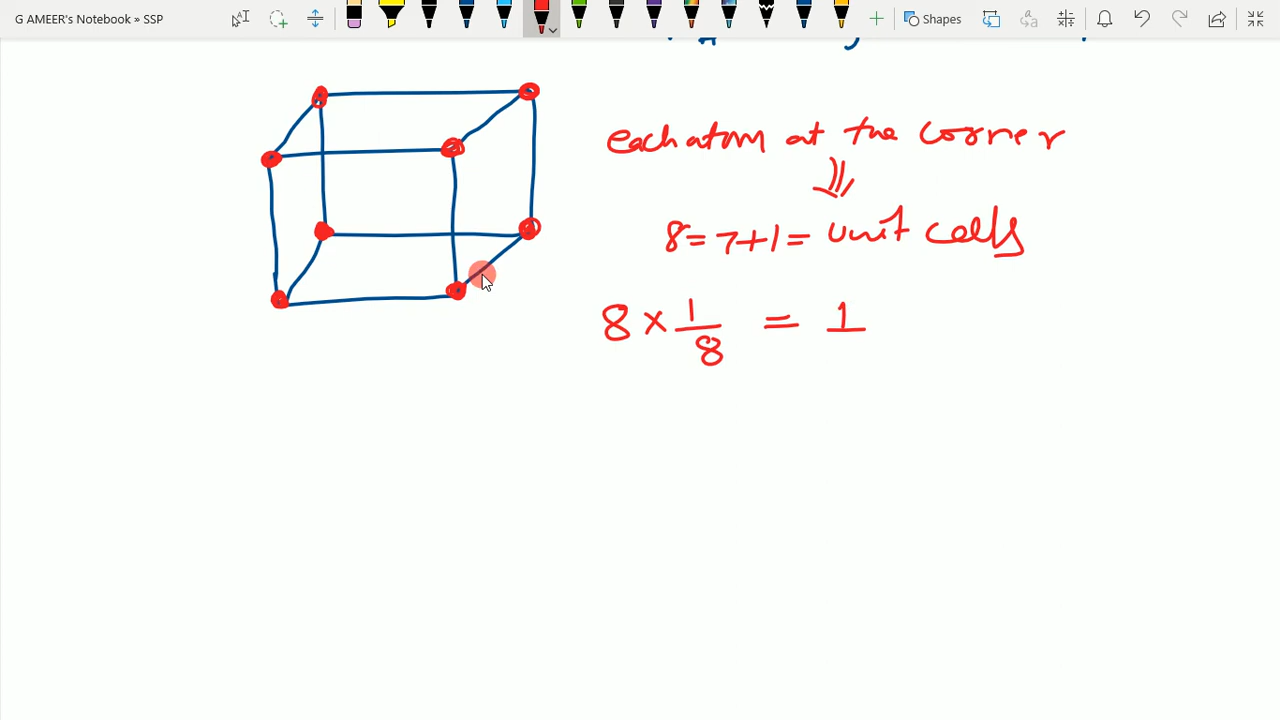 G AMEER's Notebook » SSP
Shapes
each atom at the corner
⇓
8 = 7+1 = unit cells
8 × 1/8 = 1